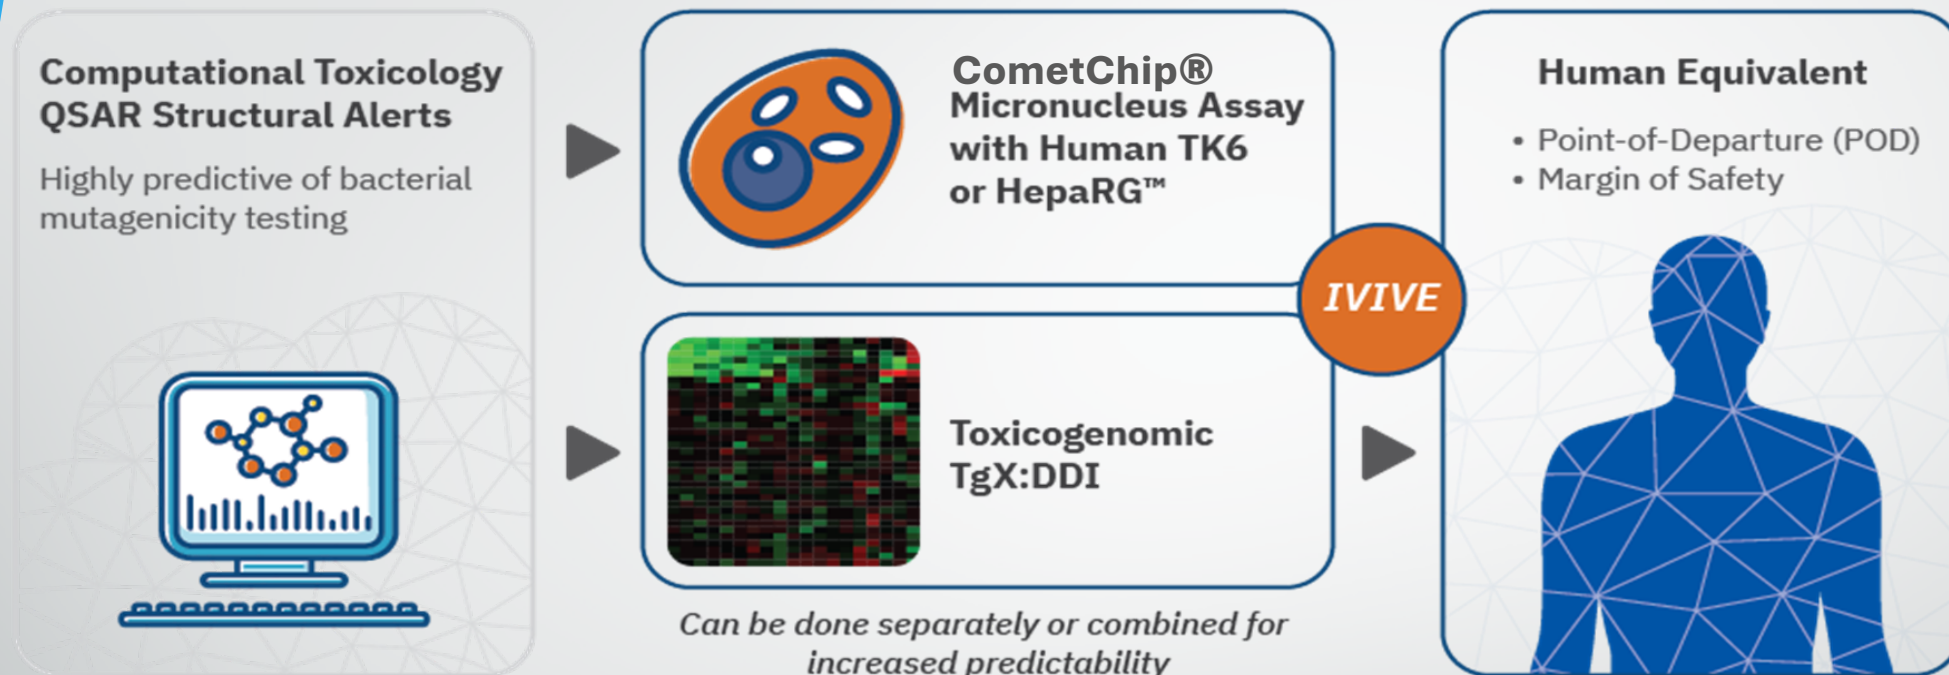 Computational Toxicology
QSAR Structural Alerts
Highly predictive of bacterial
mutagenicity testing
CometChip®
Micronucleus Assay
with Human TK6
or HepaRG™
Toxicogenomic
TgX:DDI
Can be done separately or combined for
increased predictability
IVIVE
Human Equivalent
• Point-of-Departure (POD)
• Margin of Safety